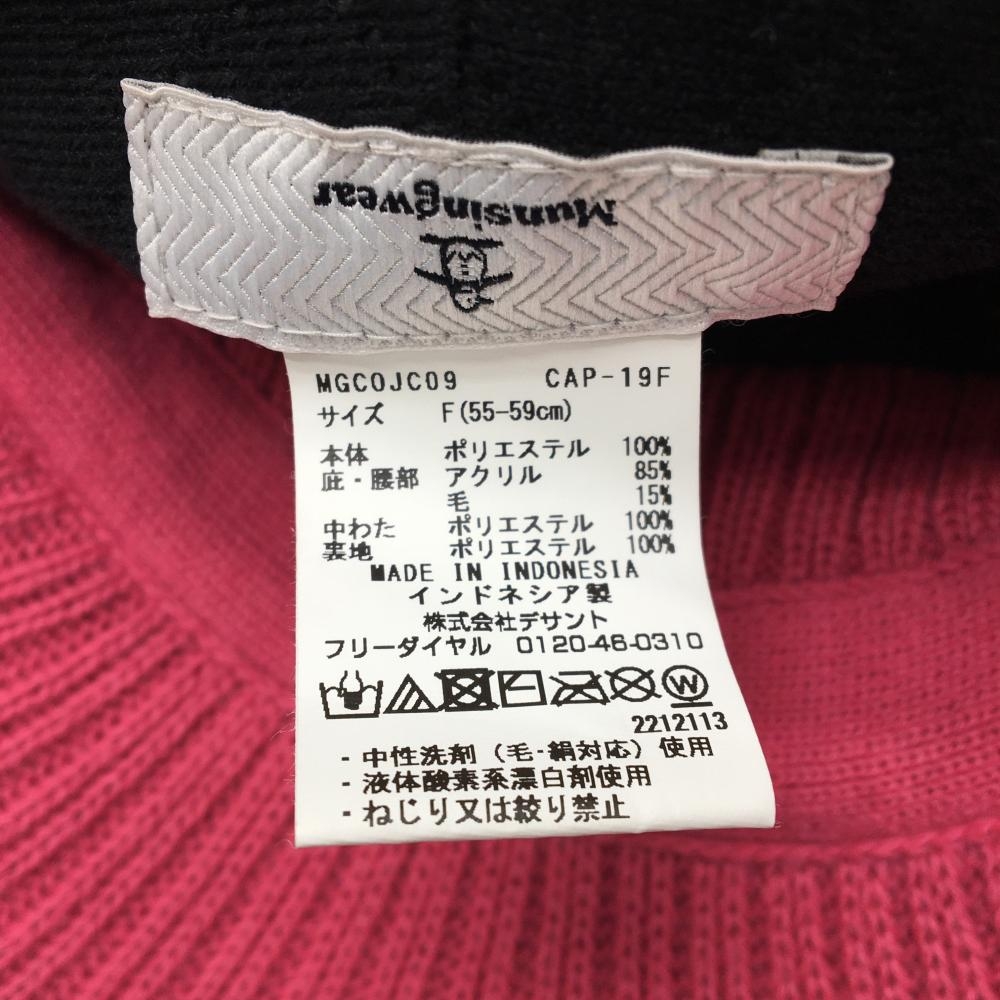 Munsingwear
MGC0JC09 CAP-19F
サイズ F(55-59cm)
本体 ポリエステル 100%
庇・腰部 アクリル 85%
毛 15%
中わた ポリエステル 100%
裏地 ポリエステル 100%
MADE IN INDONESIA
インドネシア製
株式会社デサント
フリーダイヤル 0120-46-0310
W
2212113
・中性洗剤（毛・絹対応）使用
・液体酸素系漂白剤使用
・ねじり又は絞り禁止